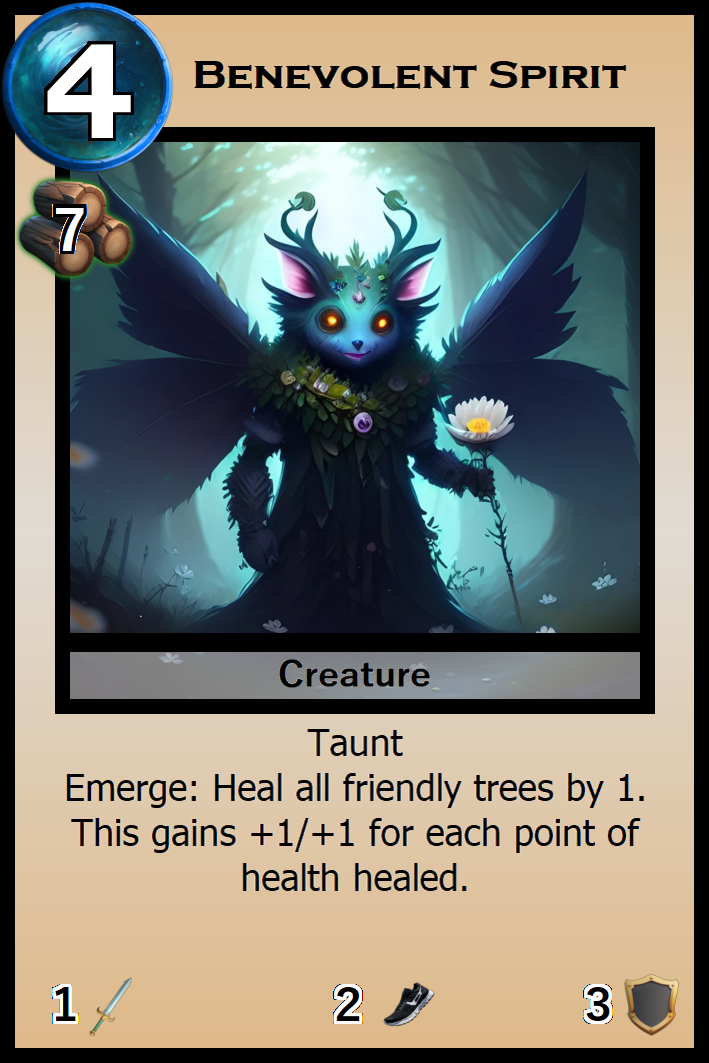 4
Benevolent Spirit
7
Creature
Taunt
Emerge: Heal all friendly trees by 1.
This gains +1/+1 for each point of
health healed.
1 2 3